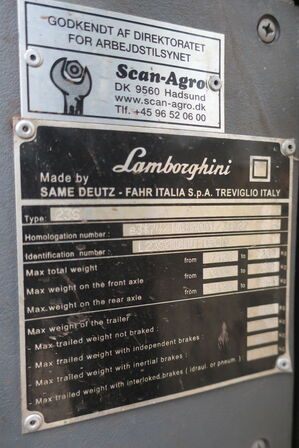 GODKENDT AF DIREKTORATET
FOR ARBEJDSTILSYNET
Scan-Agro
DK 9560 Hadsund
www.scan-agro.dk
Tlf. +45 96 52 06 00
Lamborghini
Made by
SAME DEUTZ - FAHR ITALIA S.p.A. TREVIGLIO ITALY
Type:
Homologation number:
Identification number:
Max total weight from to
Max weight on the front axle from to
Max weight on the rear axle from to
Max weight of the trailer
- Max trailed weight not braked :
- Max trailed weight with independent brakes :
- Max trailed weight with inertial brakes :
- Max trailed weight with interloked brakes ( idraul. or pneum. ) :